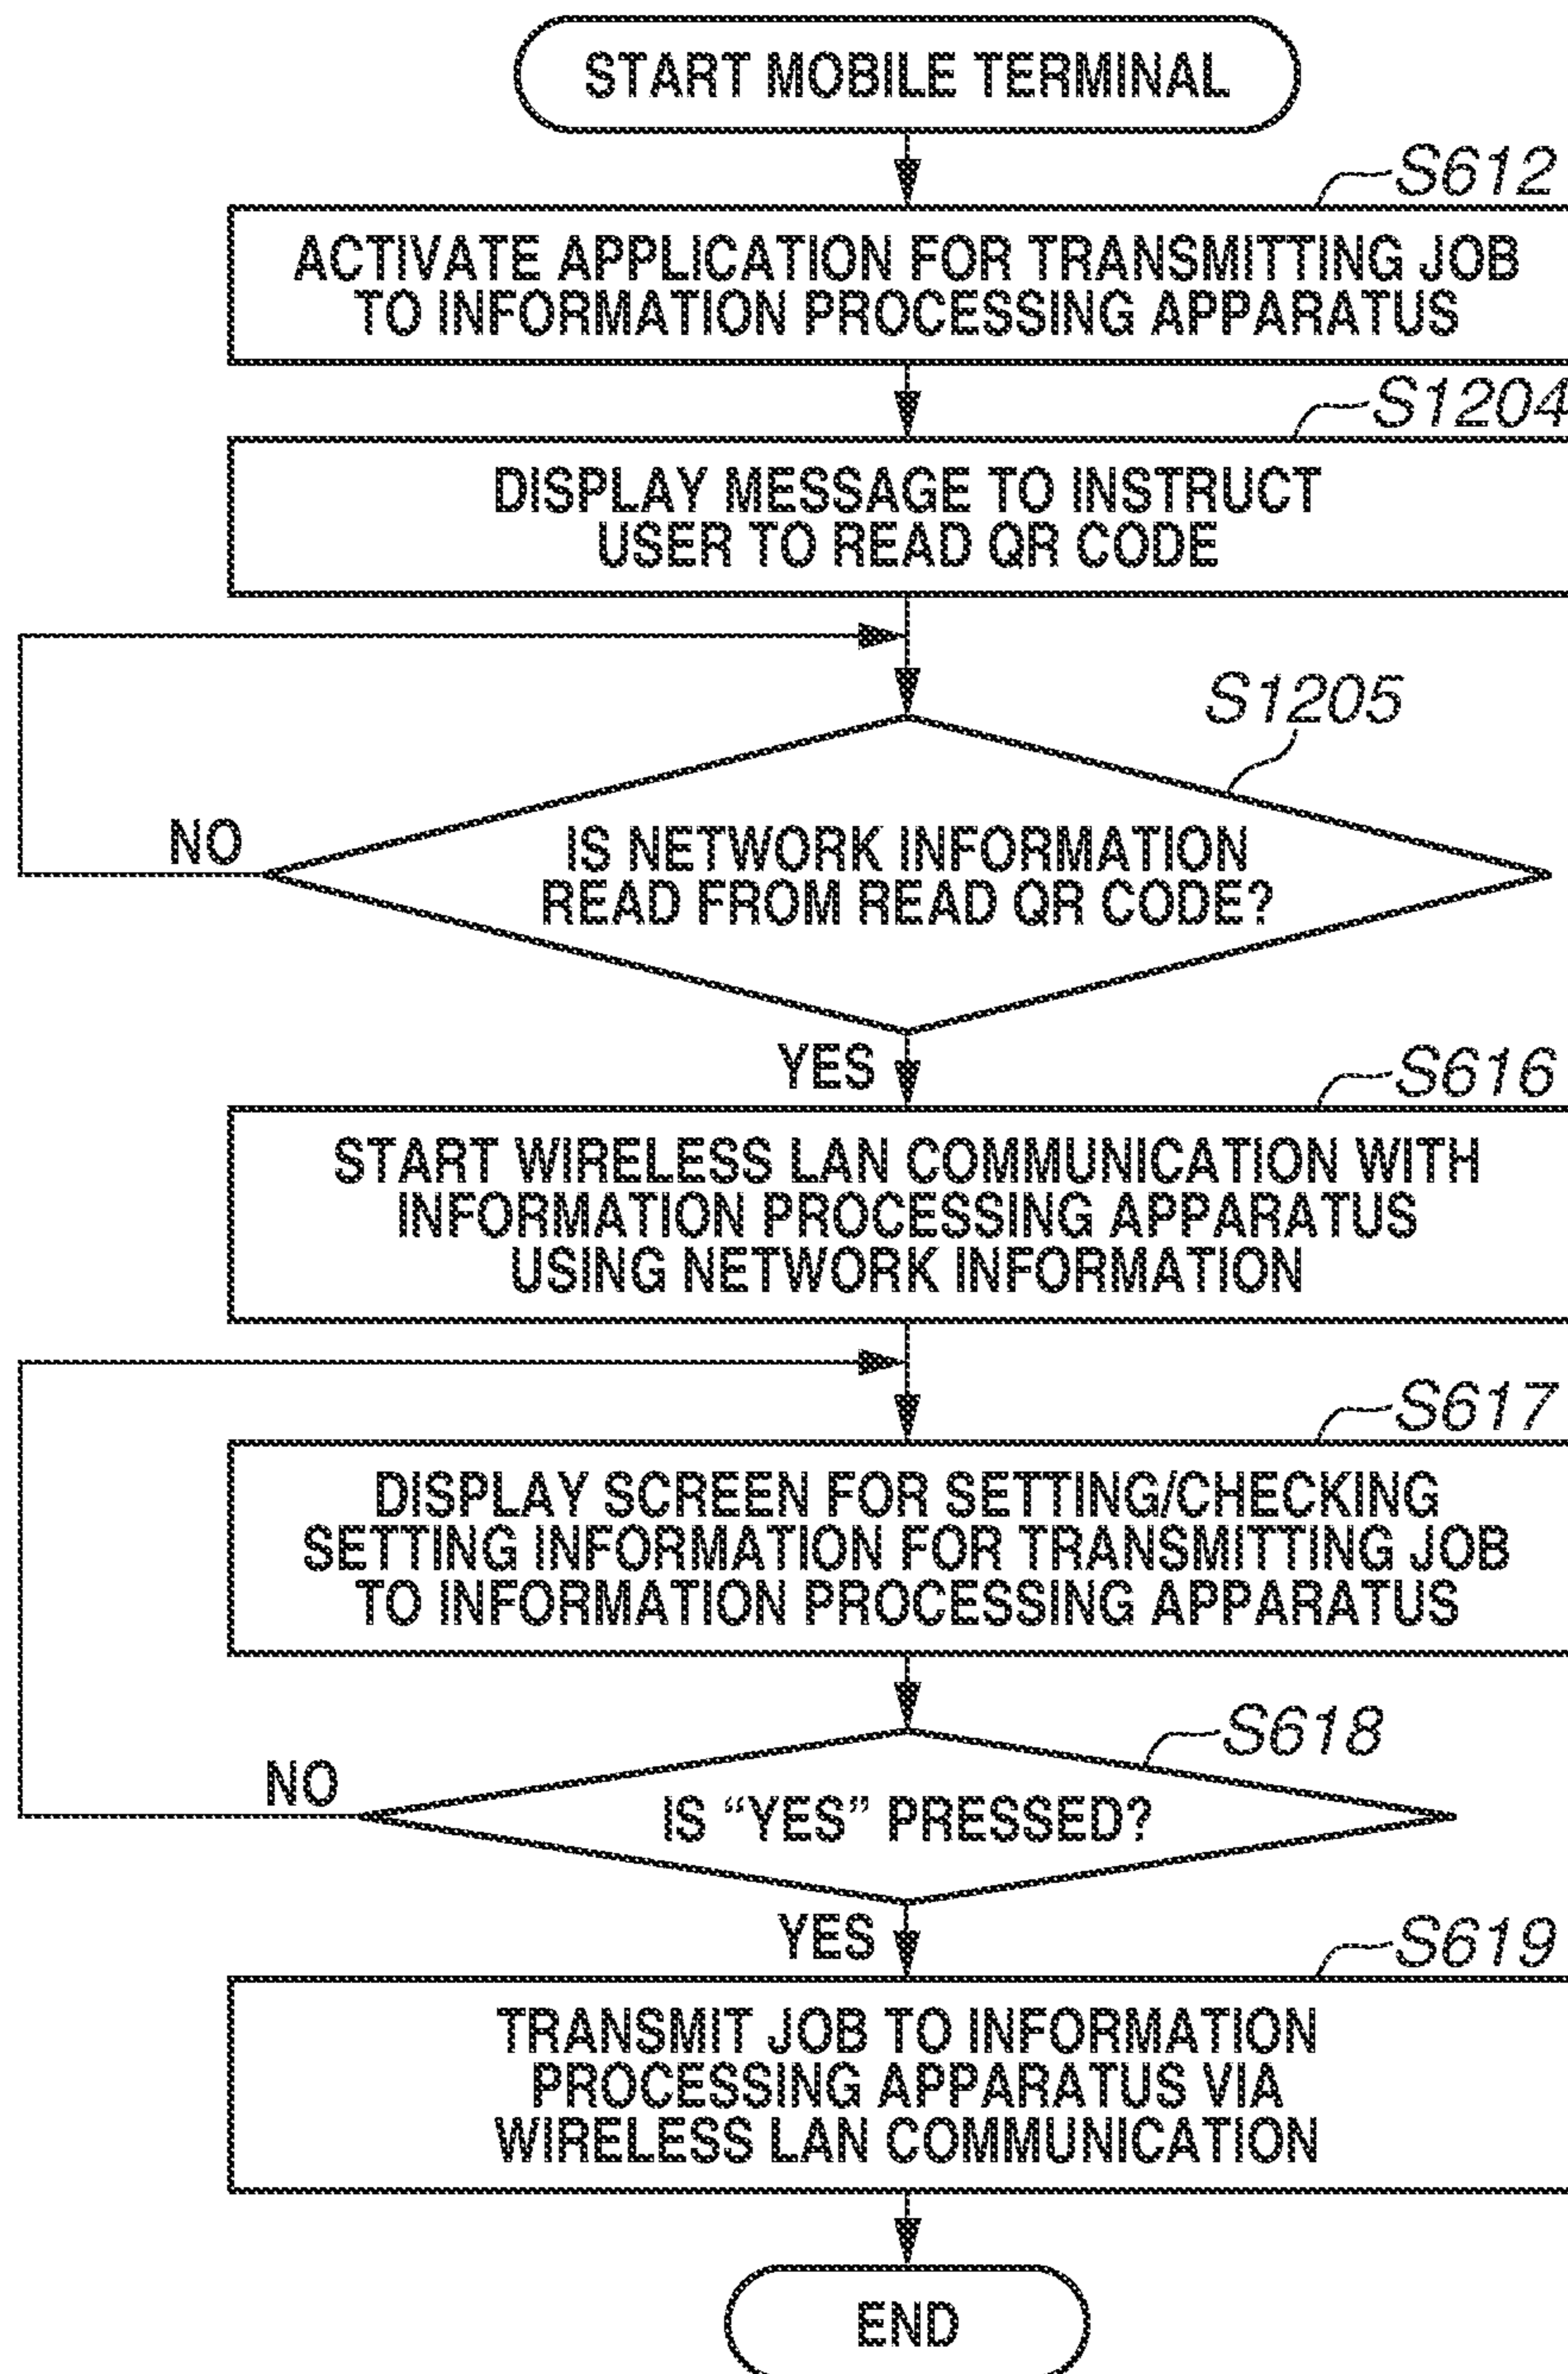 START MOBILE TERMINAL
S612
ACTIVATE APPLICATION FOR TRANSMITTING JOB
TO INFORMATION PROCESSING APPARATUS
S1204
DISPLAY MESSAGE TO INSTRUCT
USER TO READ QR CODE
S1205
NO
IS NETWORK INFORMATION
READ FROM READ QR CODE?
YES
S616
START WIRELESS LAN COMMUNICATION WITH
INFORMATION PROCESSING APPARATUS
USING NETWORK INFORMATION
S617
DISPLAY SCREEN FOR SETTING/CHECKING
SETTING INFORMATION FOR TRANSMITTING JOB
TO INFORMATION PROCESSING APPARATUS
S618
NO
IS “YES” PRESSED?
YES
S619
TRANSMIT JOB TO INFORMATION
PROCESSING APPARATUS VIA
WIRELESS LAN COMMUNICATION
END